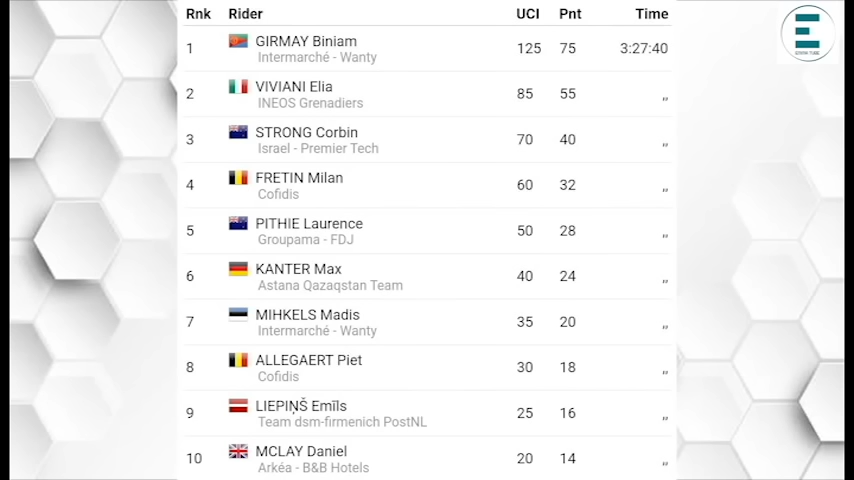 Rnk Rider UCI Pnt Time
1 GIRMAY Biniam 125 75 3:27:40
Intermarché - Wanty
2 VIVIANI Elia 85 55 ,,
INEOS Grenadiers
3 STRONG Corbin 70 40 ,,
Israel - Premier Tech
4 FRETIN Milan 60 32 ,,
Cofidis
5 PITHIE Laurence 50 28 ,,
Groupama - FDJ
6 KANTER Max 40 24 ,,
Astana Qazaqstan Team
7 MIHKELS Madis 35 20 ,,
Intermarché - Wanty
8 ALLEGAERT Piet 30 18 ,,
Cofidis
9 LIEPIŅŠ Emīls 25 16 ,,
Team dsm-firmenich PostNL
10 MCLAY Daniel 20 14 ,,
Arkéa - B&B Hotels